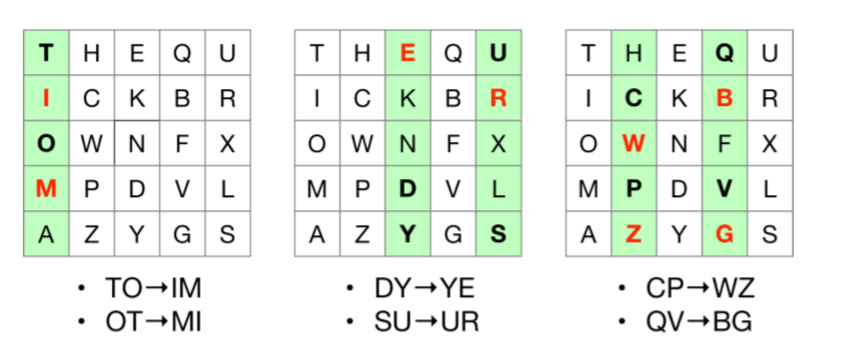 T H E Q U
I C K B R
O W N F X
M P D V L
A Z Y G S
• TO→IM
• OT→MI
T H E Q U
I C K B R
O W N F X
M P D V L
A Z Y G S
• DY→YE
• SU→UR
T H E Q U
I C K B R
O W N F X
M P D V L
A Z Y G S
• CP→WZ
• QV→BG